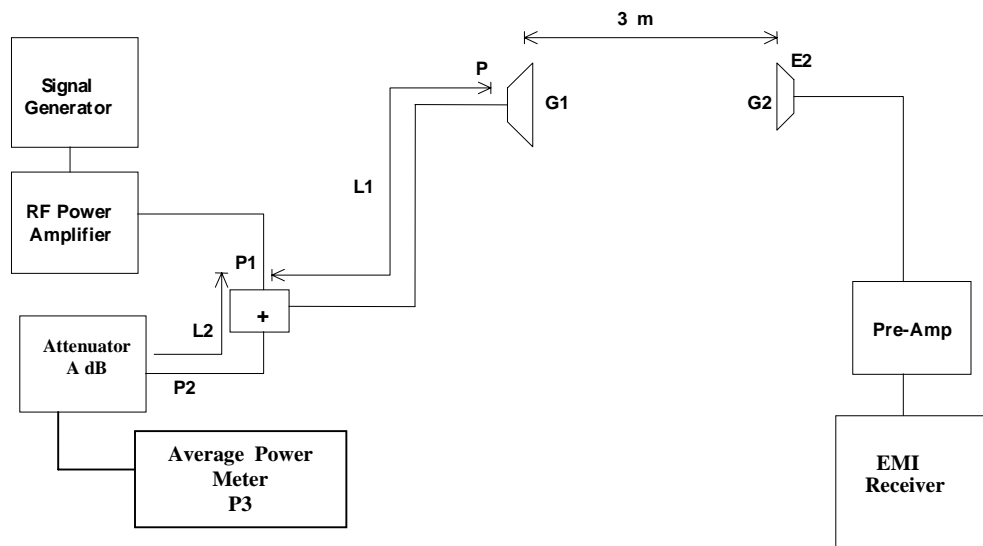 3 m
Signal
Generator
P
E2
G1
G2
L1
RF Power
Amplifier
P1
+
L2
Attenuator
A dB
P2
Pre-Amp
Average Power
Meter
P3
EMI
Receiver